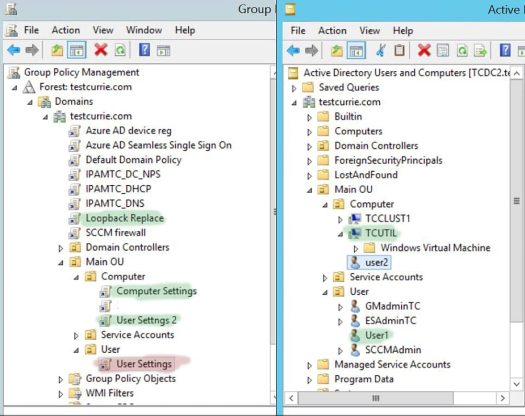 Group P
Active
File Action View Window Help
File Action View Help
Group Policy Management
Forest: testcurrie.com
Domains
testcurrie.com
Azure AD device reg
Azure AD Seamless Single Sign On
Default Domain Policy
IPAMTC_DC_NPS
IPAMTC_DHCP
IPAMTC_DNS
Loopback Replace
SCCM firewall
Domain Controllers
Main OU
Computer
Computer Settings
User Settngs 2
Service Accounts
User
User Settings
Group Policy Objects
WMI Filters
Active Directory Users and Computers [TCDC2.te
Saved Queries
testcurrie.com
Builtin
Computers
Domain Controllers
ForeignSecurityPrincipals
LostAndFound
Main OU
Computer
TCCLUST1
TCUTIL
Windows Virtual Machine
user2
Service Accounts
User
GMadminTC
ESAdminTC
User1
SCCMAdmin
Managed Service Accounts
Program Data